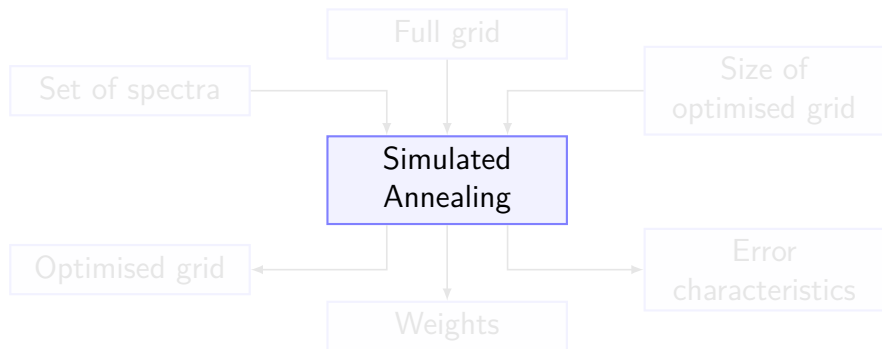 Full grid
Set of spectra
Size of
optimised grid
Simulated
Annealing
Optimised grid
Error
characteristics
Weights